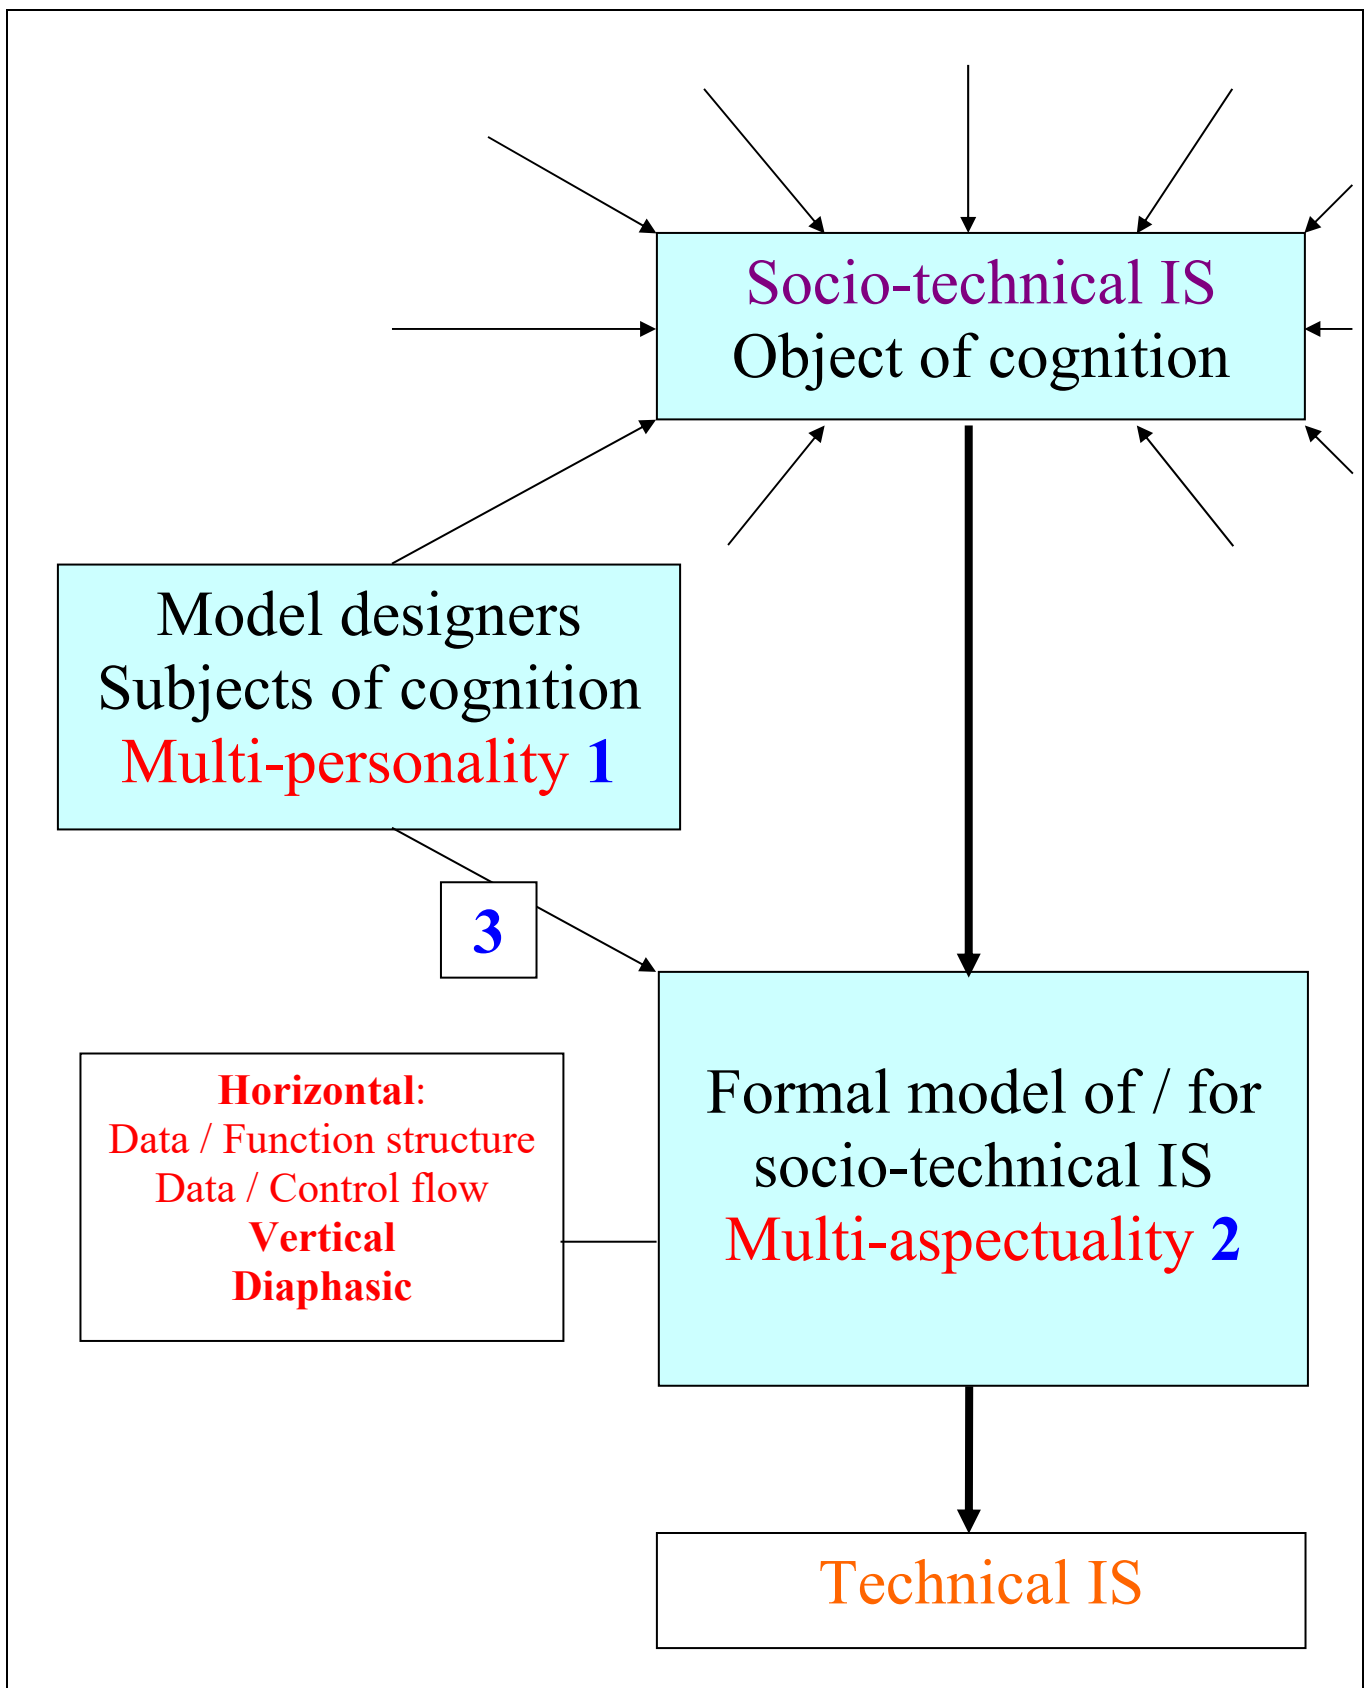 Socio-technical IS
Object of cognition
Model designers
Subjects of cognition
Multi-personality 1
3
Horizontal:
Data / Function structure
Data / Control flow
Vertical
Diaphasic
Formal model of / for
socio-technical IS
Multi-aspectuality 2
Technical IS